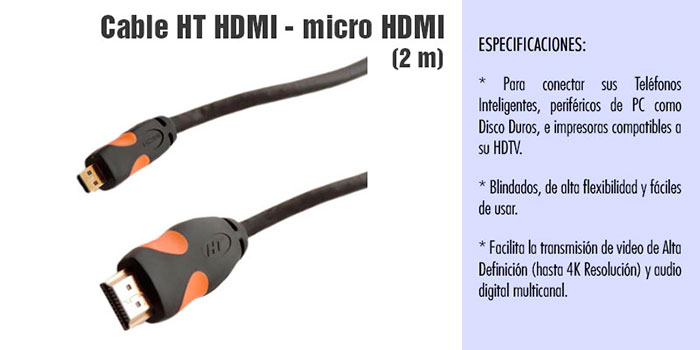 Cable HT HDMI - micro HDMI
(2 m)
HDMI
HT
ESPECIFICACIONES:
* Para conectar sus Teléfonos
Inteligentes, periféricos de PC como
Disco Duros, e impresoras compatibles a
su HDTV.
* Blindados, de alta flexibilidad y fáciles
de usar.
* Facilita la transmisión de video de Alta
Definición (hasta 4K Resolución) y audio
digital multicanal.